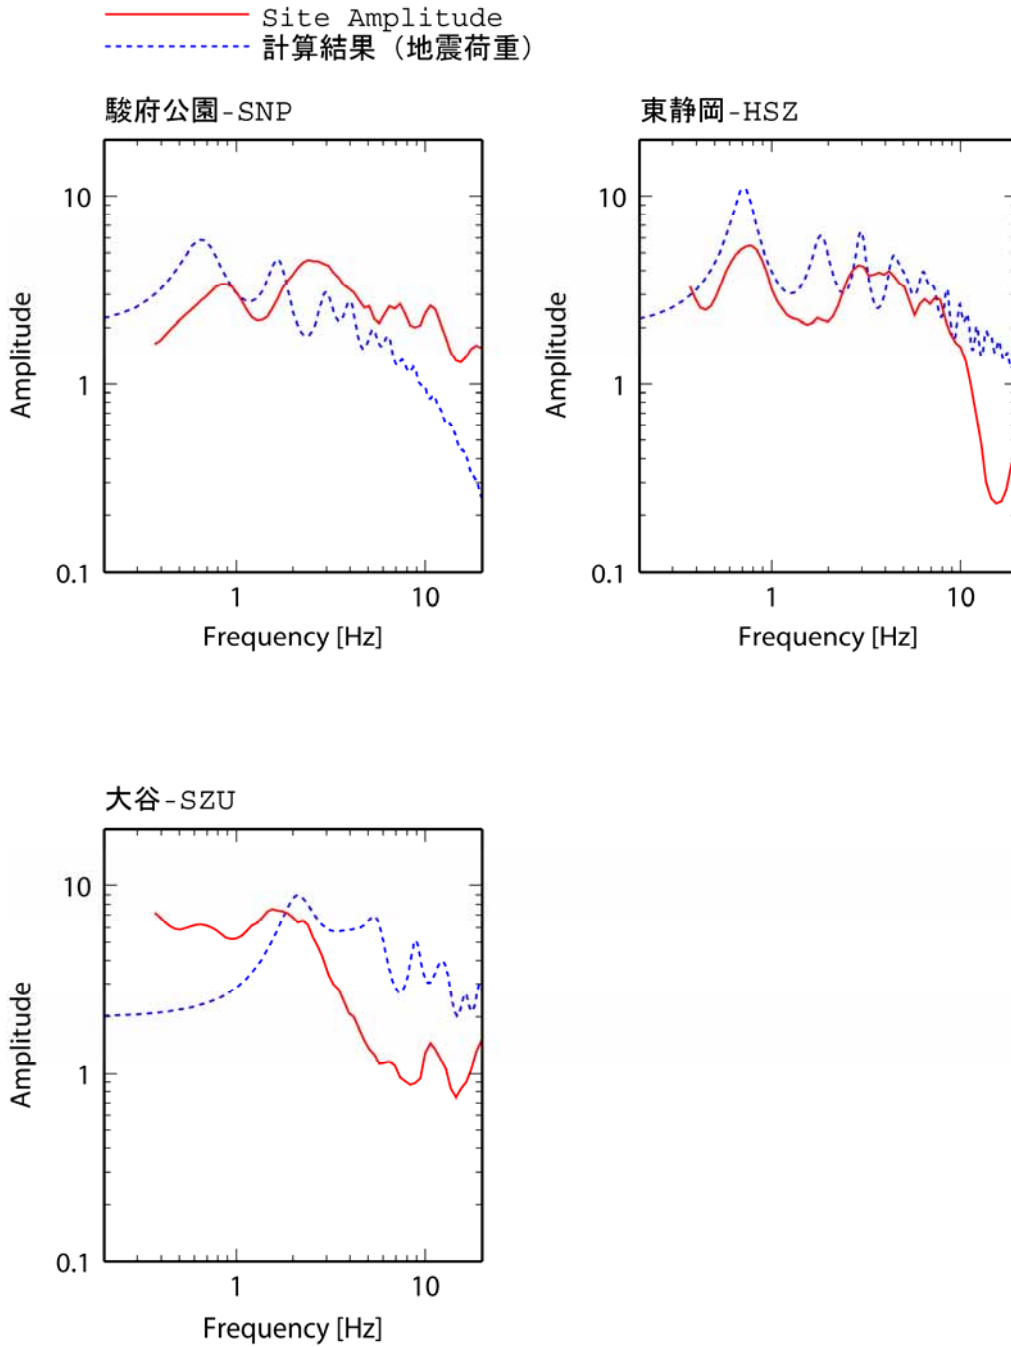 Site Amplitude
計算結果（地震荷重）
駿府公園-SNP
10
1
0.1
Amplitude
1 10
Frequency [Hz]
東静岡-HSZ
10
1
0.1
Amplitude
1 10
Frequency [Hz]
大谷-SZU
10
1
0.1
Amplitude
1 10
Frequency [Hz]